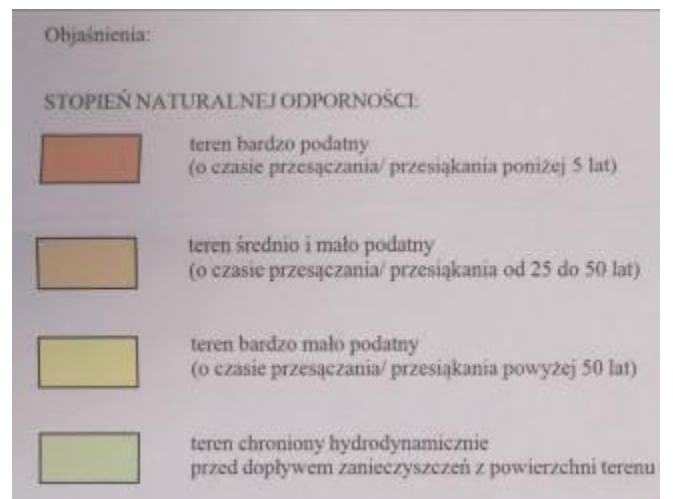 Objaśnienia:
STOPIEŃ NATURALNEJ ODPORNOŚCI:
teren bardzo podatny
(o czasie przesączania/ przesiąkania poniżej 5 lat)
teren średnio i mało podatny
(o czasie przesączania/ przesiąkania od 25 do 50 lat)
teren bardzo mało podatny
(o czasie przesączania/ przesiąkania powyżej 50 lat)
teren chroniony hydrodynamicznie
przed dopływem zanieczyszczeń z powierzchni terenu